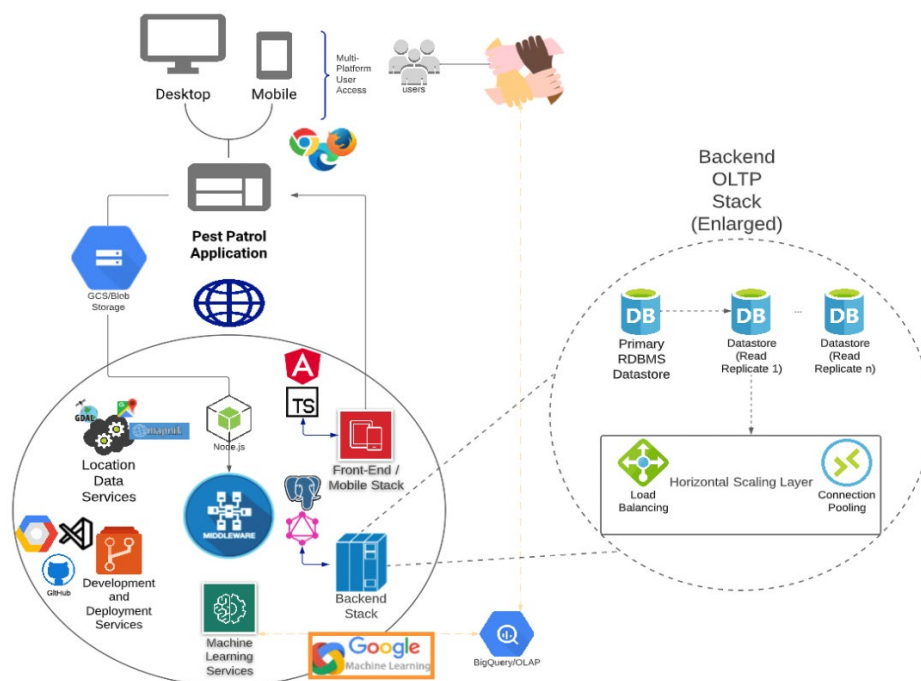 Desktop
Mobile
Multi-
Platform
User
Access
users
Pest Patrol
Application
GCS/Blob
Storage
GDAL
mapnik
Location
Data
Services
Node.js
TS
Front-End /
Mobile Stack
MIDDLEWARE
GitHub
Development
and
Deployment
Services
Backend
Stack
Machine
Learning
Services
Google
Machine Learning
BigQuery/OLAP
Backend
OLTP
Stack
(Enlarged)
DB
DB
...
DB
Primary
RDBMS
Datastore
Datastore
(Read
Replicate 1)
Datastore
(Read
Replicate n)
Load
Balancing
Horizontal Scaling Layer
Connection
Pooling